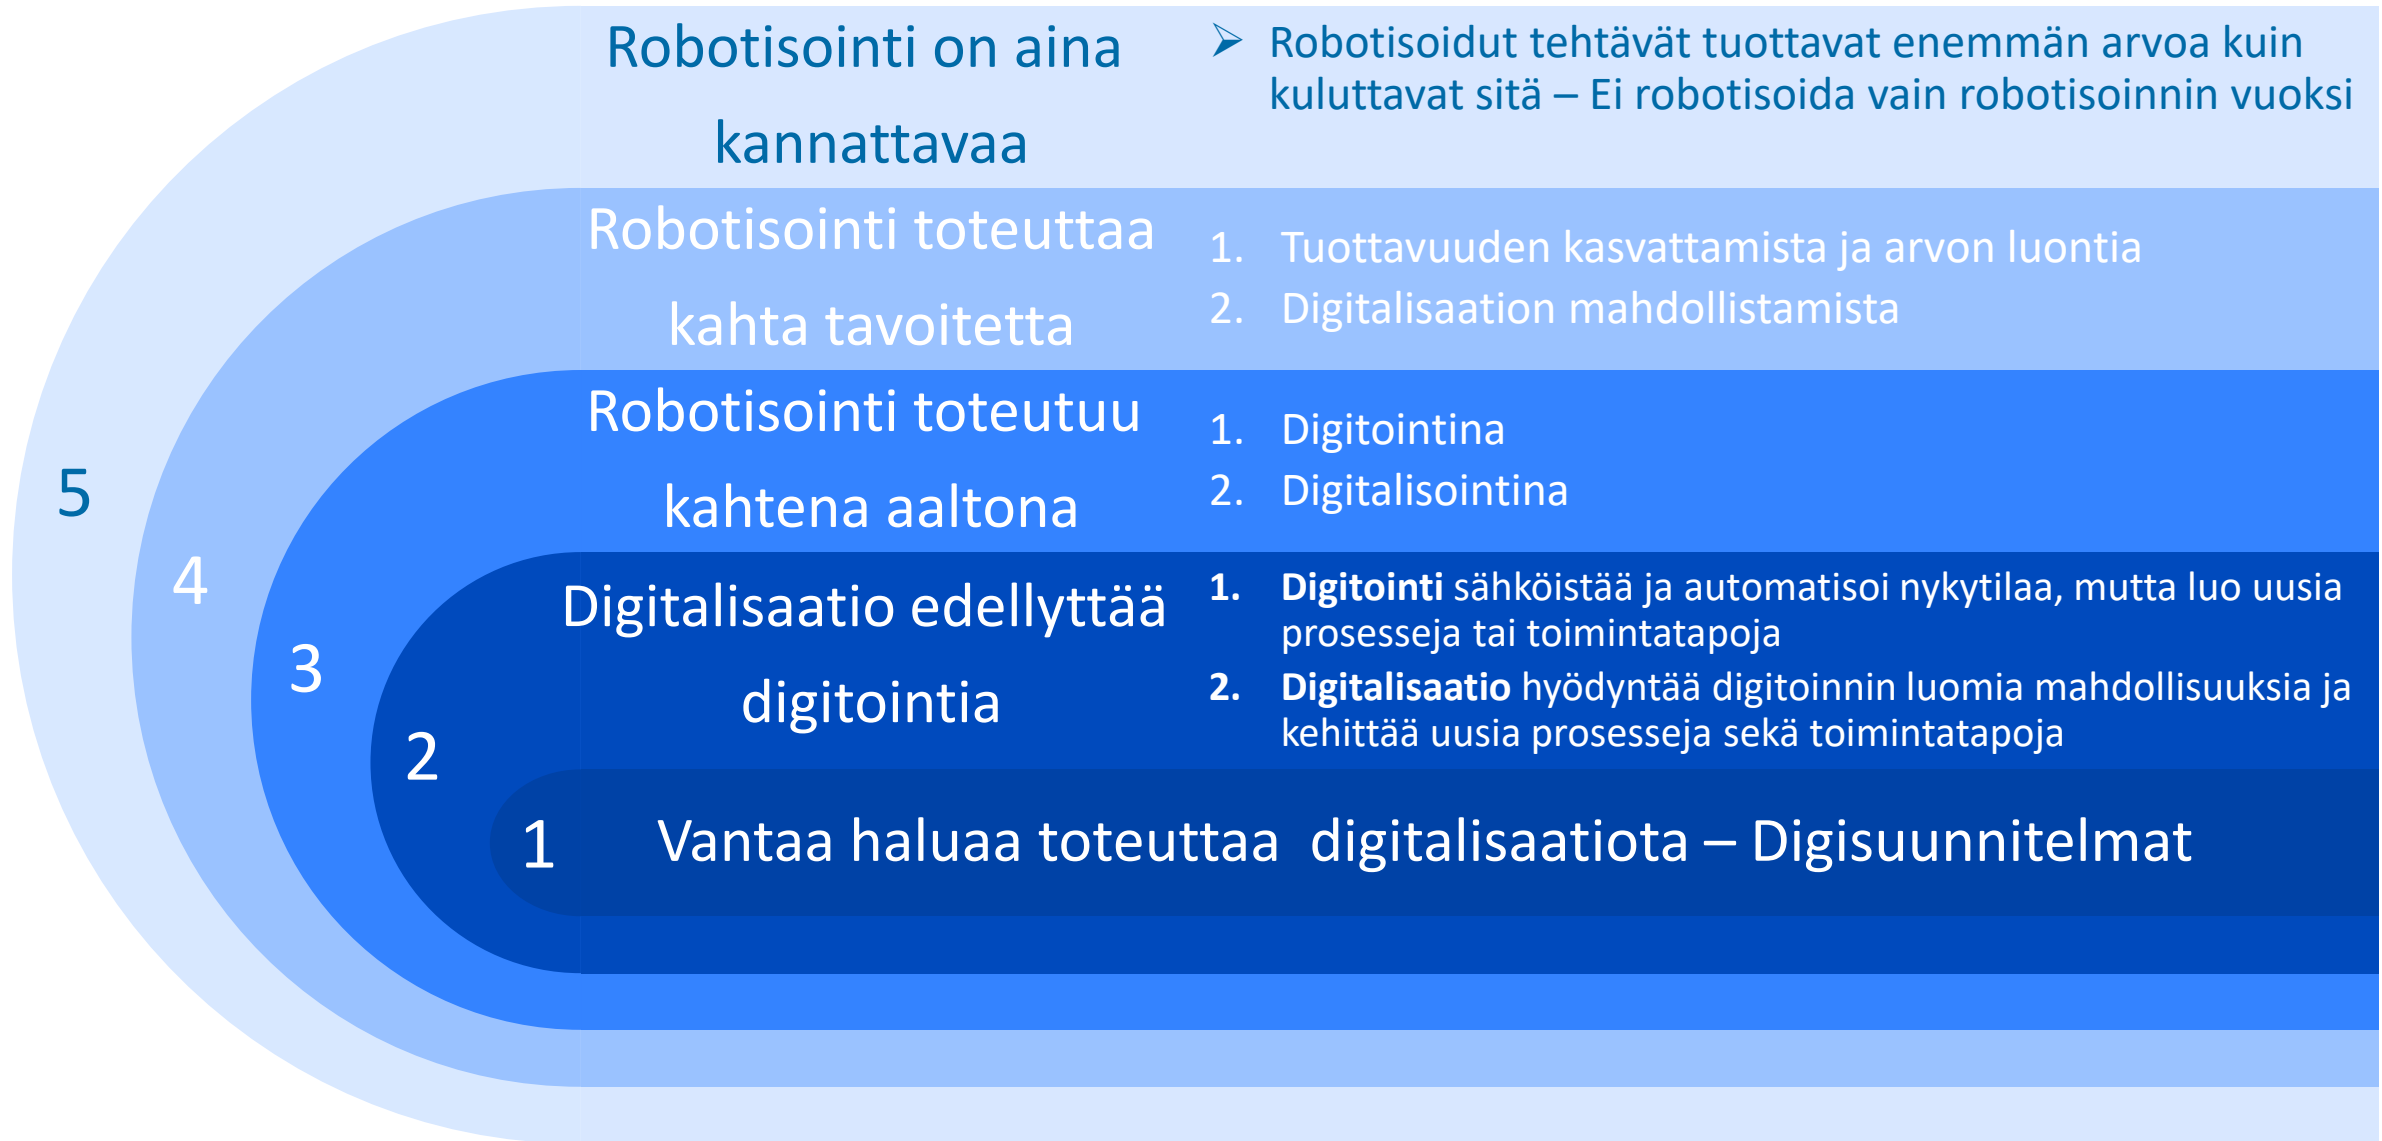 Robotisointi on aina
kannattavaa
➢ Robotisoidut tehtävät tuottavat enemmän arvoa kuin
kuluttavat sitä – Ei robotisoida vain robotisoinnin vuoksi
5
Robotisointi toteuttaa
kahta tavoitetta
1. Tuottavuuden kasvattamista ja arvon luontia
2. Digitalisaation mahdollistamista
4
Robotisointi toteutuu
kahtena aaltona
1. Digitointina
2. Digitalisointina
3
Digitalisaatio edellyttää
digitointia
1. Digitointi sähköistää ja automatisoi nykytilaa, mutta luo uusia
prosesseja tai toimintatapoja
2. Digitalisaatio hyödyntää digitoinnin luomia mahdollisuuksia ja
kehittää uusia prosesseja sekä toimintatapoja
2
1
Vantaa haluaa toteuttaa digitalisaatiota – Digisuunnitelmat